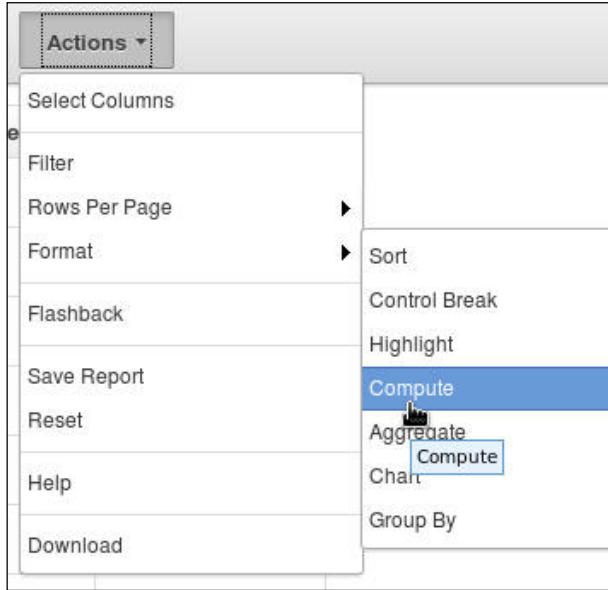 Actions
Select Columns
e
Filter
Rows Per Page
Format
Flashback
Save Report
Reset
Help
Download
Sort
Control Break
Highlight
Compute
Aggregate
Compute
Chart
Group By